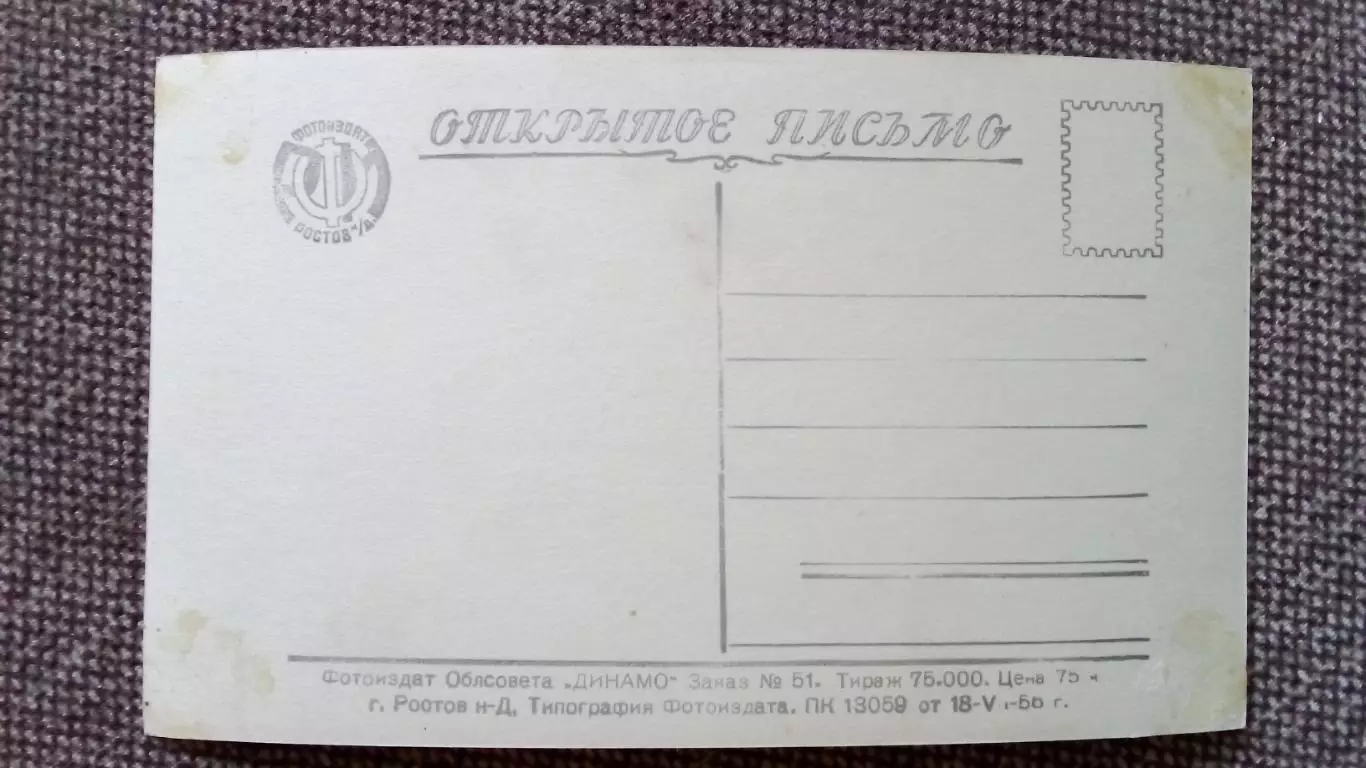 ОТКРЫТОЕ ПИСЬМО
ФОТОИЗДАТ
РОСТОВ Н/Д.
Фотоиздат Облсовета „ДИНАМО" Заказ № 51. Тираж 75.000. Цена 75 к
г. Ростов н-Д, Типография Фотоиздата. ПК 13059 от 18-V